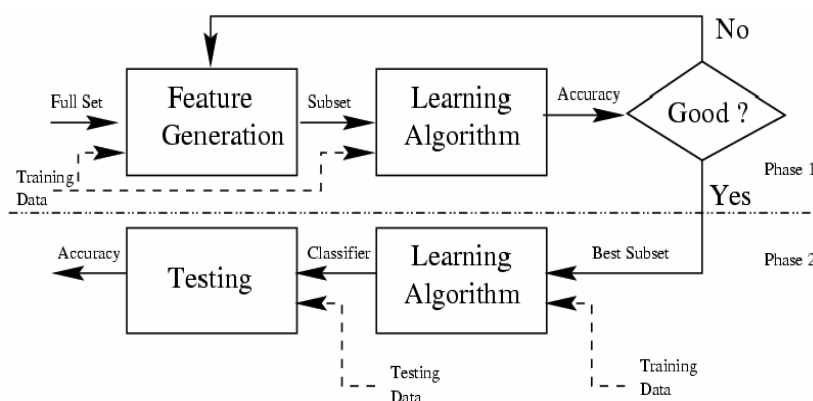 No
Full Set
Feature
Generation
Subset
Learning
Algorithm
Accuracy
Good ?
Training
Data
Phase 1
Yes
Accuracy
Testing
Classifier
Learning
Algorithm
Best Subset
Phase 2
Testing
Data
Training
Data